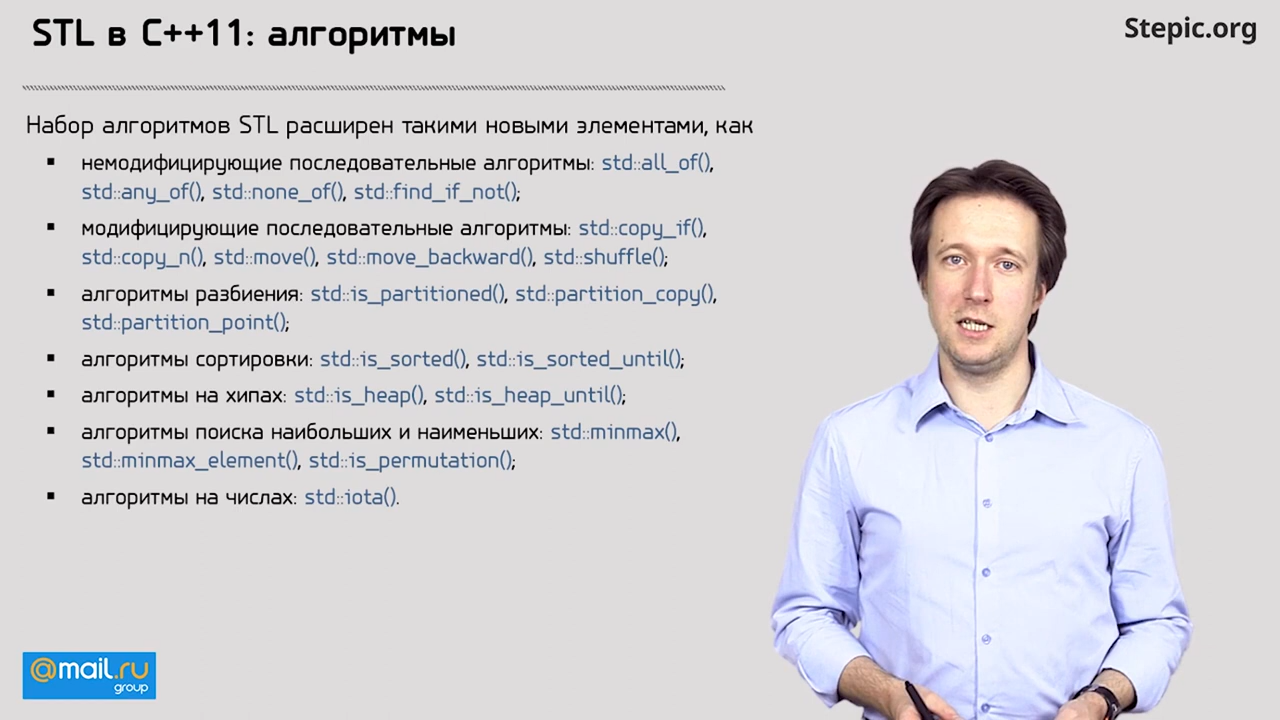 STL в C++11: алгоритмы
Stepic.org
Набор алгоритмов STL расширен такими новыми элементами, как
▪ немодифицирующие последовательные алгоритмы: std::all_of(),
std::any_of(), std::none_of(), std::find_if_not();
▪ модифицирующие последовательные алгоритмы: std::copy_if(),
std::copy_n(), std::move(), std::move_backward(), std::shuffle();
▪ алгоритмы разбиения: std::is_partitioned(), std::partition_copy(),
std::partition_point();
▪ алгоритмы сортировки: std::is_sorted(), std::is_sorted_until();
▪ алгоритмы на хипах: std::is_heap(), std::is_heap_until();
▪ алгоритмы поиска наибольших и наименьших: std::minmax(),
std::minmax_element(), std::is_permutation();
▪ алгоритмы на числах: std::iota().
@mail.ru
group